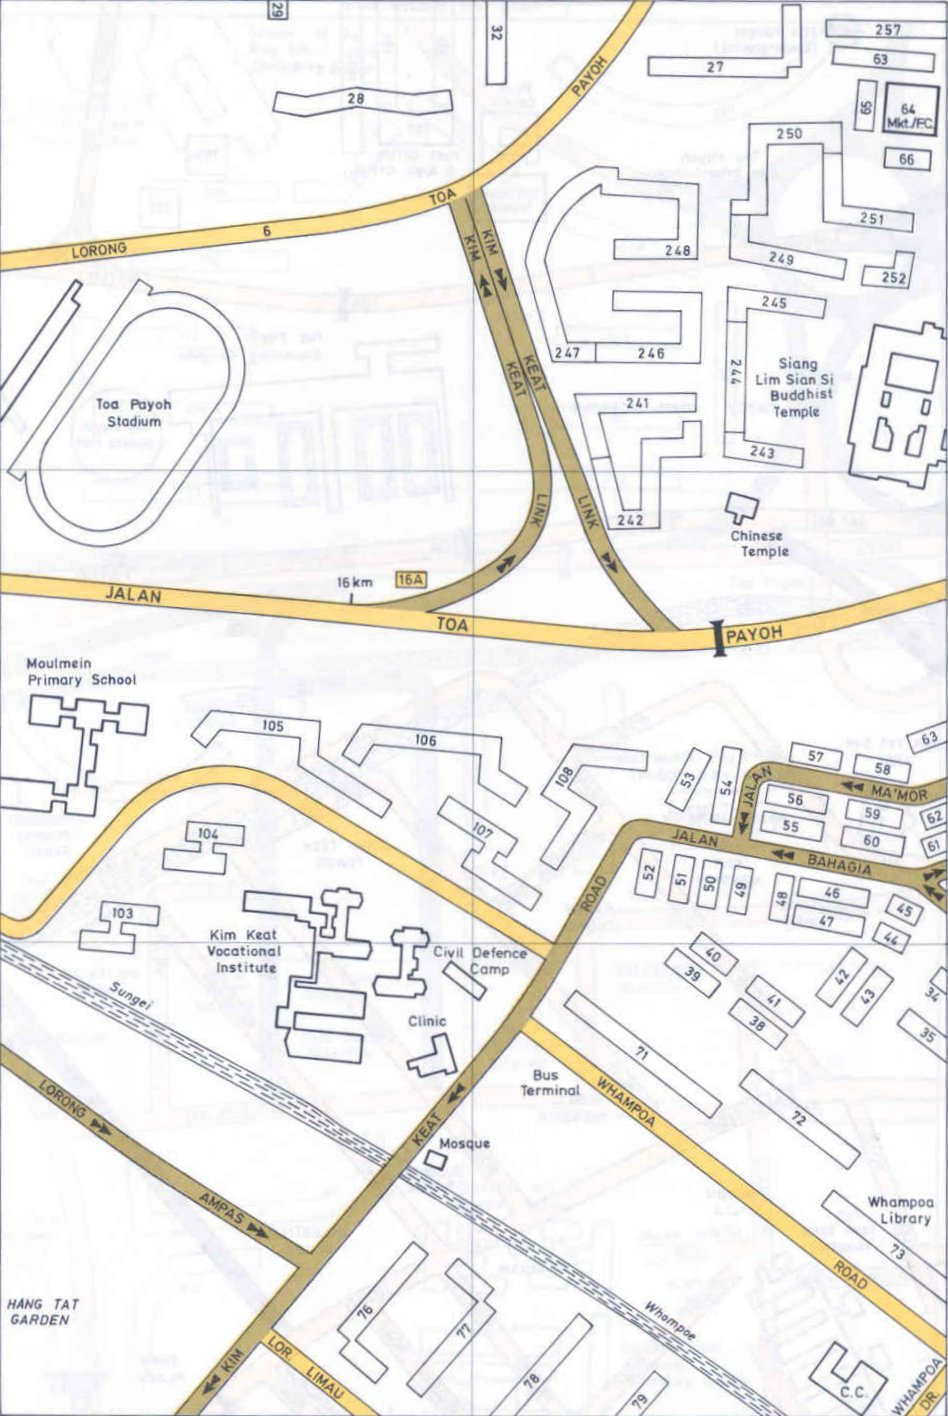 29
32
257
63
27
PAYOH
65
64
Mkt./F.C.
28
250
66
TOA
251
6
LORONG
KIM
KIM
248
249
252
245
247
246
244
Siang
Lim Sian Si
Buddhist
Temple
KEAT
KEAT
241
Toa Payoh
Stadium
243
LINK
LINK
242
Chinese
Temple
16 km
16A
JALAN
TOA
PAYOH
Moulmein
Primary School
105
106
108
53
54
57
58
63
JALAN
MA'MOR
56
59
62
55
60
61
104
107
JALAN
BAHAGIA
52
51
50
49
48
46
47
45
44
ROAD
103
Kim Keat
Vocational
Institute
Civil Defence
Camp
40
39
42
43
41
38
34
35
Sungei
Clinic
71
Bus
Terminal
WHAMPOA
72
LORONG
KEAT
Mosque
AMPAS
Whampoa
Library
73
ROAD
HANG TAT
GARDEN
76
77
Whampoe
KIM
LOR. LIMAU
78
79
C.C.
WHAMPOA
DR.